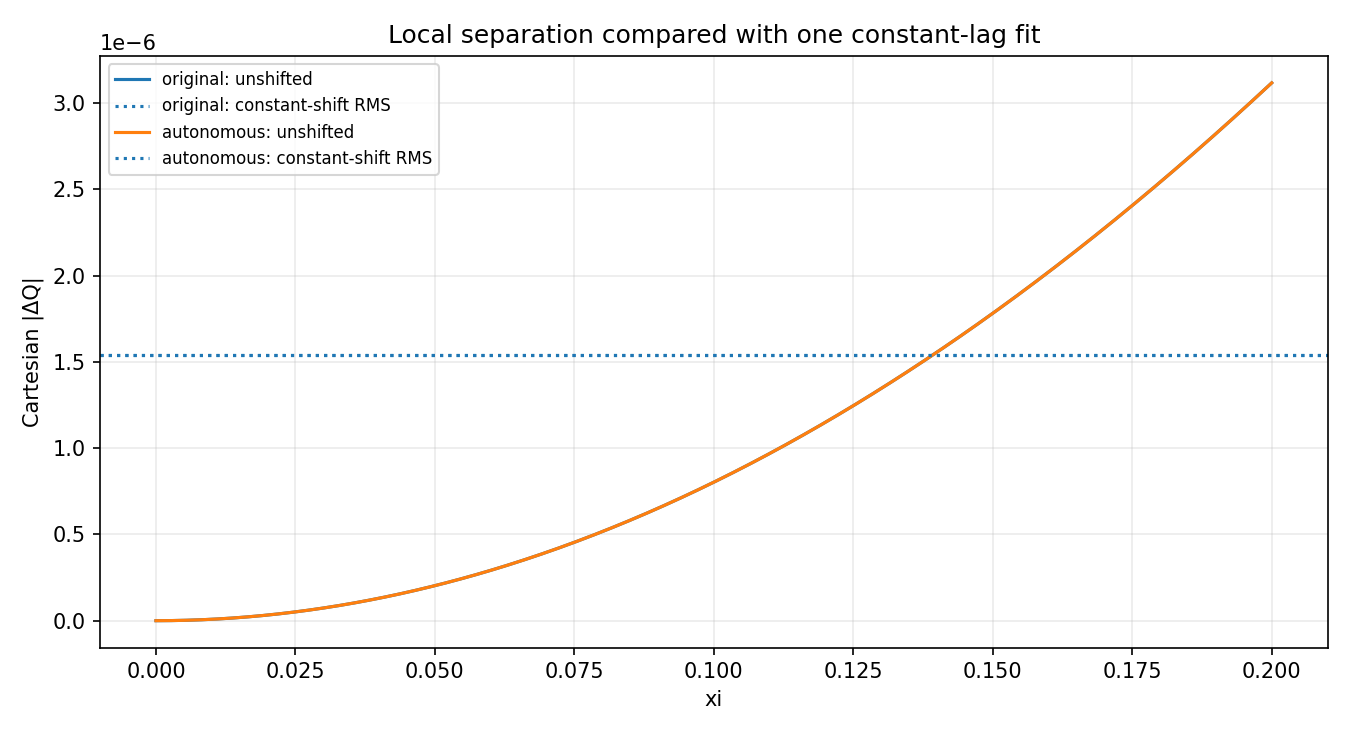 Local separation compared with one constant-lag fit
1e−6
original: unshifted
original: constant-shift RMS
autonomous: unshifted
autonomous: constant-shift RMS
3.0
2.5
2.0
1.5
1.0
0.5
0.0
Cartesian |ΔQ|
0.000 0.025 0.050 0.075 0.100 0.125 0.150 0.175 0.200
xi